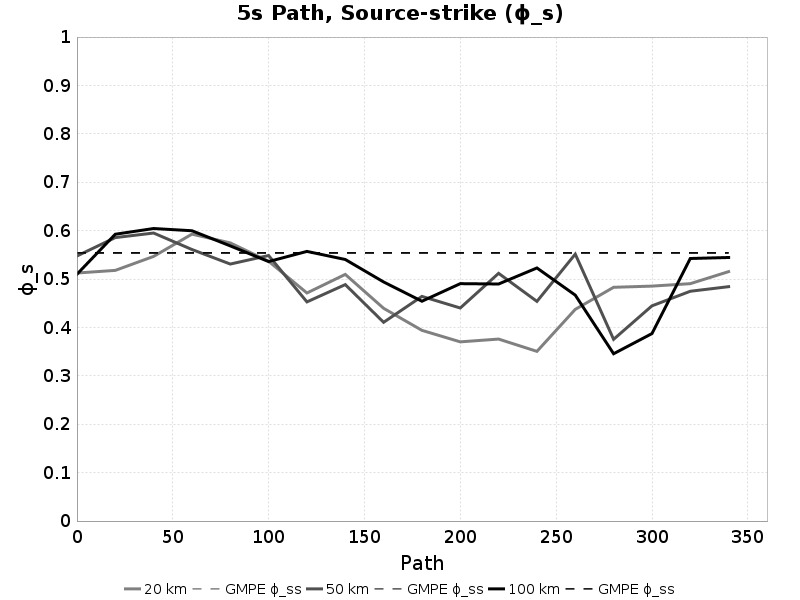 5s Path, Source-strike (ϕ_s)
1
0.9
0.8
0.7
0.6
0.5
0.4
0.3
0.2
0.1
0
ϕ_s
0 50 100 150 200 250 300 350
Path
20 km GMPE ϕ_ss 50 km GMPE ϕ_ss 100 km GMPE ϕ_ss